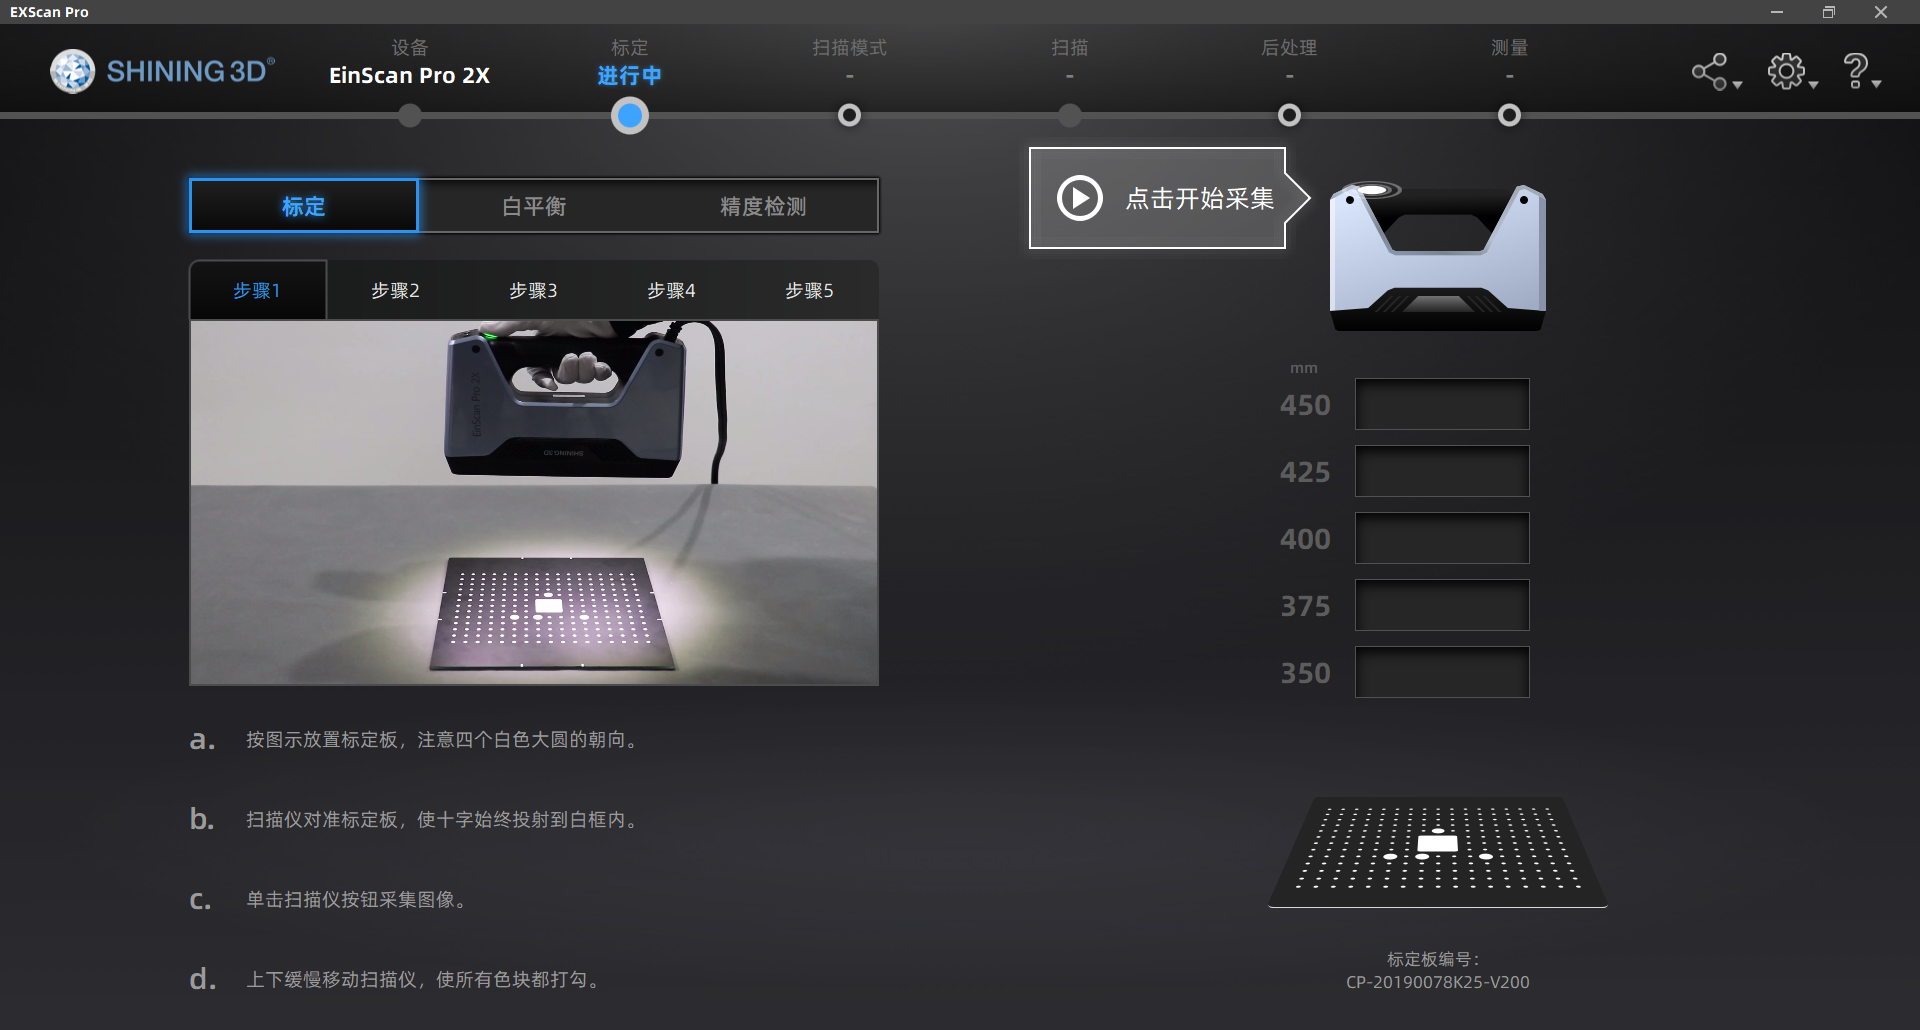 EXScan Pro
SHINING 3D®
设备
EinScan Pro 2X
标定
进行中
扫描模式
-
扫描
-
后处理
-
测量
-
标定
白平衡
精度检测
点击开始采集
步骤1
步骤2
步骤3
步骤4
步骤5
EinScan Pro 2X
SHINING 3D
mm
450
425
400
375
350
a. 按图示放置标定板，注意四个白色大圆的朝向。
b. 扫描仪对准标定板，使十字始终投射到白框内。
c. 单击扫描仪按钮采集图像。
d. 上下缓慢移动扫描仪，使所有色块都打勾。
标定板编号：
CP-20190078K25-V200